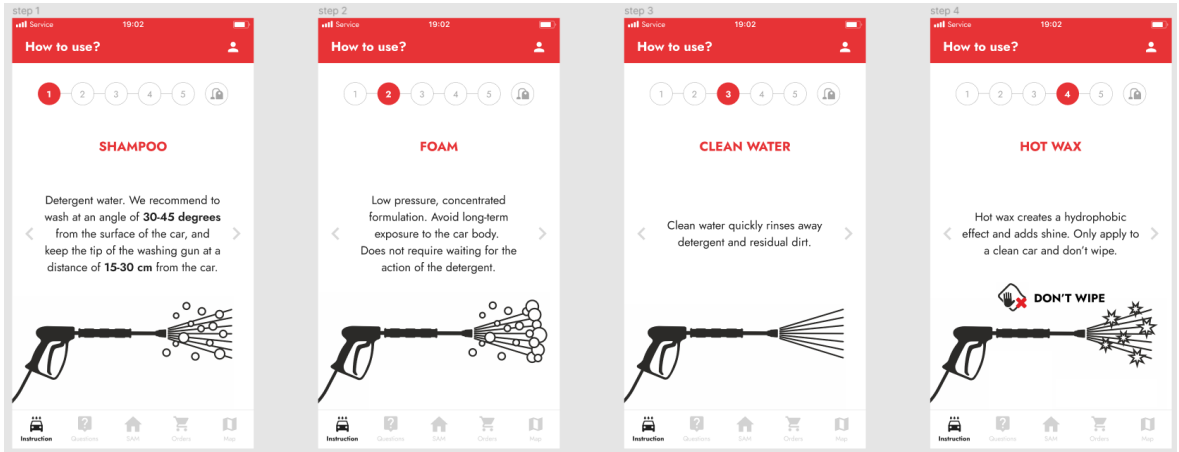 step 1
Service 19:02
How to use?
1 2 3 4 5
SHAMPOO
Detergent water. We recommend to
wash at an angle of 30-45 degrees
from the surface of the car, and
keep the tip of the washing gun at a
distance of 15-30 cm from the car.
Instruction Questions SAM Orders Map
step 2
Service 19:02
How to use?
1 2 3 4 5
FOAM
Low pressure, concentrated
formulation. Avoid long-term
exposure to the car body.
Does not require waiting for the
action of the detergent.
Instruction Questions SAM Orders Map
step 3
Service 19:02
How to use?
1 2 3 4 5
CLEAN WATER
Clean water quickly rinses away
detergent and residual dirt.
Instruction Questions SAM Orders Map
step 4
Service 19:02
How to use?
1 2 3 4 5
HOT WAX
Hot wax creates a hydrophobic
effect and adds shine. Only apply to
a clean car and don't wipe.
DON'T WIPE
Instruction Questions SAM Orders Map